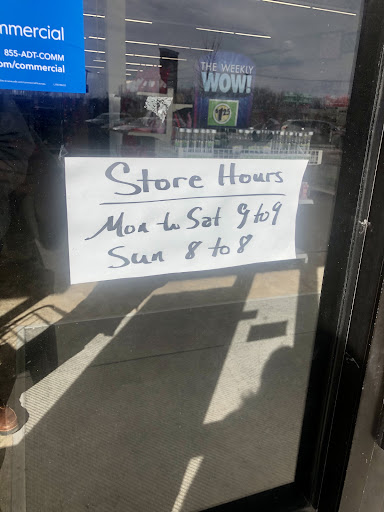 mmercial
855-ADT-COMM
om/commercial
THE WEEKLY
WOW!
Store Hours
Mon to Sat 9 to 9
Sun 8 to 8